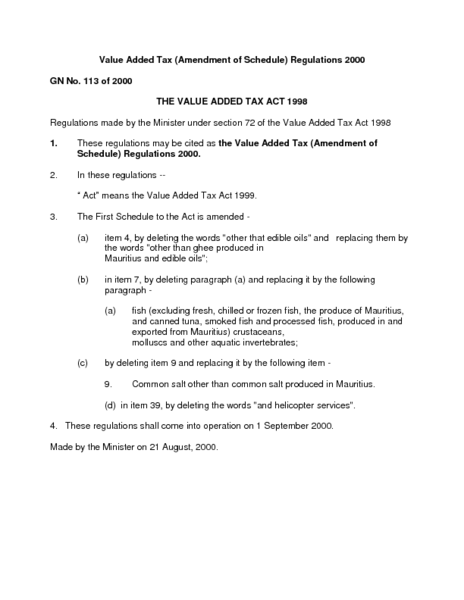 Value Added Tax (Amendment of Schedule) Regulations 2000
GN No. 113 of 2000
THE VALUE ADDED TAX ACT 1998
Regulations made by the Minister under section 72 of the Value Added Tax Act 1998
1. These regulations may be cited as the Value Added Tax (Amendment of
Schedule) Regulations 2000.
2. In these regulations --
“ Act” means the Value Added Tax Act 1999.
3. The First Schedule to the Act is amended -
(a) item 4, by deleting the words "other that edible oils" and replacing them by
the words "other than ghee produced in
Mauritius and edible oils";
(b) in item 7, by deleting paragraph (a) and replacing it by the following
paragraph -
(a) fish (excluding fresh, chilled or frozen fish, the produce of Mauritius,
and canned tuna, smoked fish and processed fish, produced in and
exported from Mauritius) crustaceans,
molluscs and other aquatic invertebrates;
(c) by deleting item 9 and replacing it by the following item -
9. Common salt other than common salt produced in Mauritius.
(d) in item 39, by deleting the words "and helicopter services".
4. These regulations shall come into operation on 1 September 2000.
Made by the Minister on 21 August, 2000.